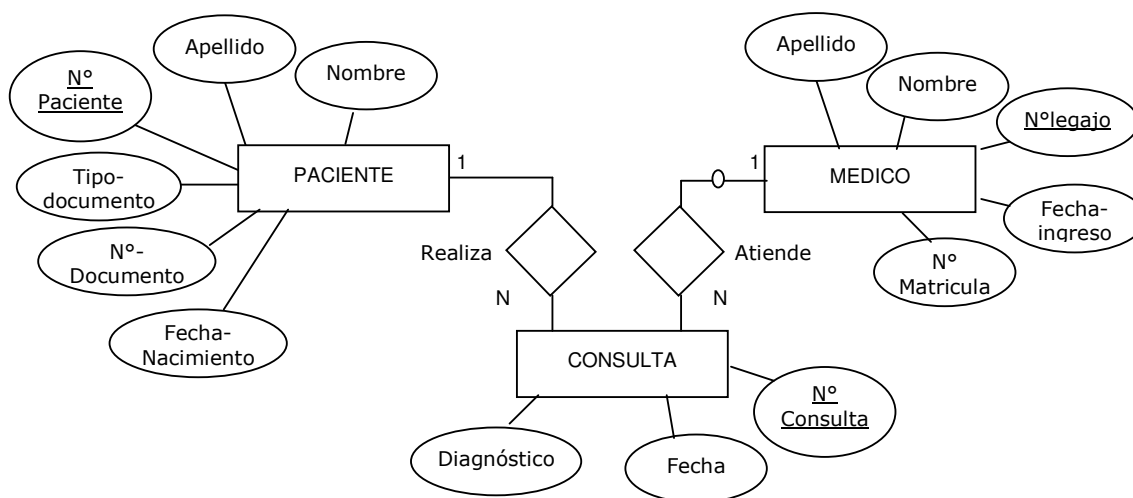 Apellido
Nombre
N°
Paciente
Tipo-
documento
N°-
Documento
Fecha-
Nacimiento
PACIENTE
1
Realiza
N
Apellido
Nombre
N°legajo
Fecha-
ingreso
N°
Matricula
MEDICO
1
Atiende
N
CONSULTA
N°
Consulta
Diagnóstico
Fecha